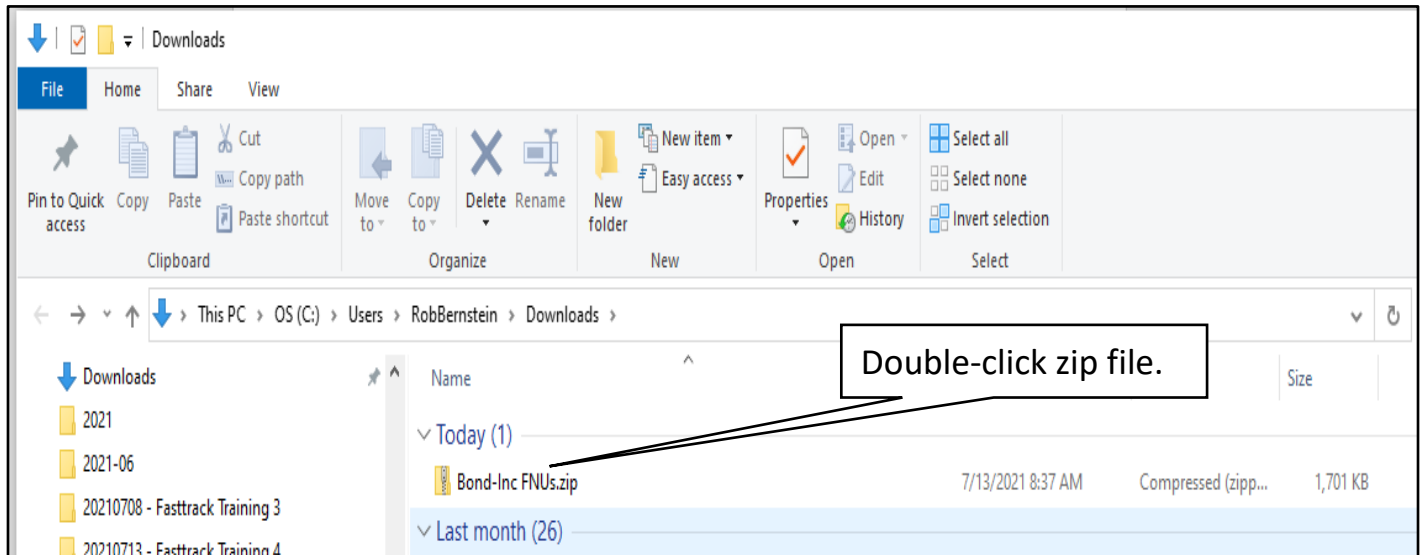 Downloads
File Home Share View
Pin to Quick access
Copy
Paste
Cut
Copy path
Paste shortcut
Clipboard
Move to
Copy to
Delete
Rename
Organize
New folder
New item
Easy access
New
Properties
Open
Edit
History
Open
Select all
Select none
Invert selection
Select
This PC > OS (C:) > Users > RobBernstein > Downloads >
Double-click zip file.
Downloads
2021
2021-06
20210708 - Fasttrack Training 3
20210713 - Fasttrack Training 4
Name Size
Today (1)
Bond-Inc FNUs.zip 7/13/2021 8:37 AM Compressed (zipp... 1,701 KB
Last month (26)